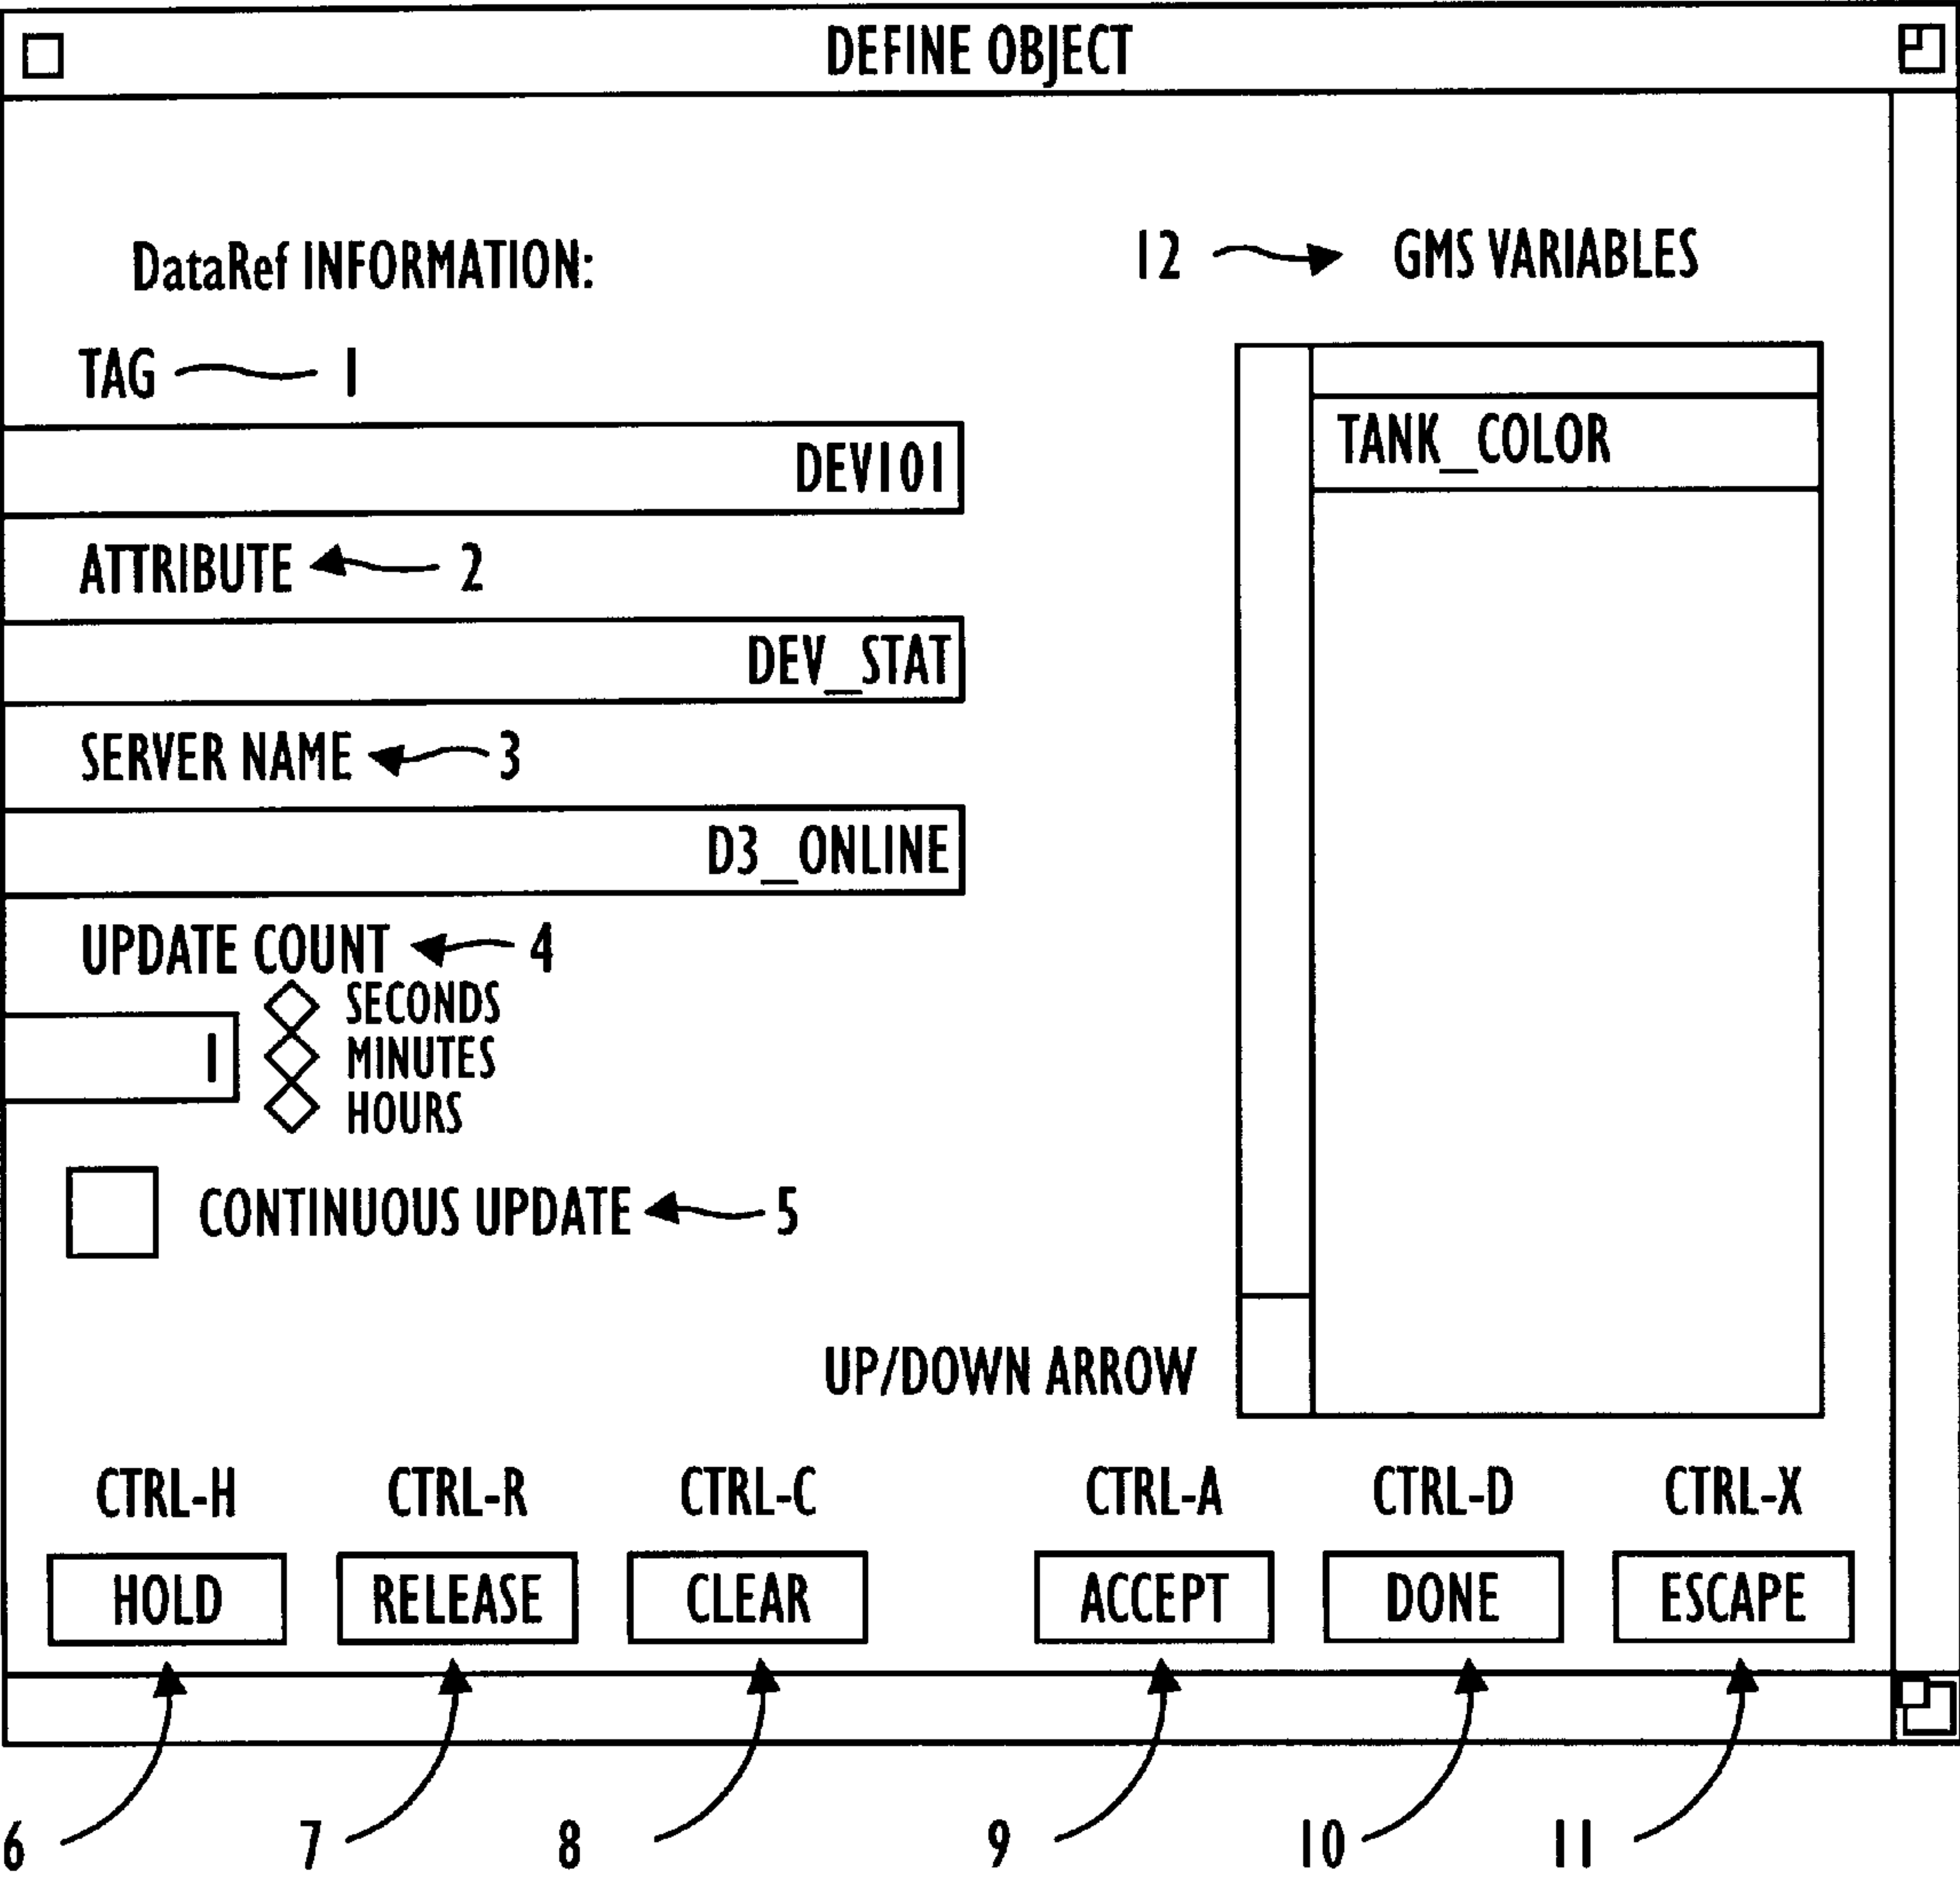 DEFINE OBJECT
DataRef INFORMATION:
12 GMS VARIABLES
TAG 1
DEV101
TANK_COLOR
ATTRIBUTE 2
DEV_STAT
SERVER NAME 3
D3_ONLINE
UPDATE COUNT 4
SECONDS
1 MINUTES
HOURS
CONTINUOUS UPDATE 5
UP/DOWN ARROW
CTRL-H CTRL-R CTRL-C CTRL-A CTRL-D CTRL-X
HOLD RELEASE CLEAR ACCEPT DONE ESCAPE
6 7 8 9 10 11